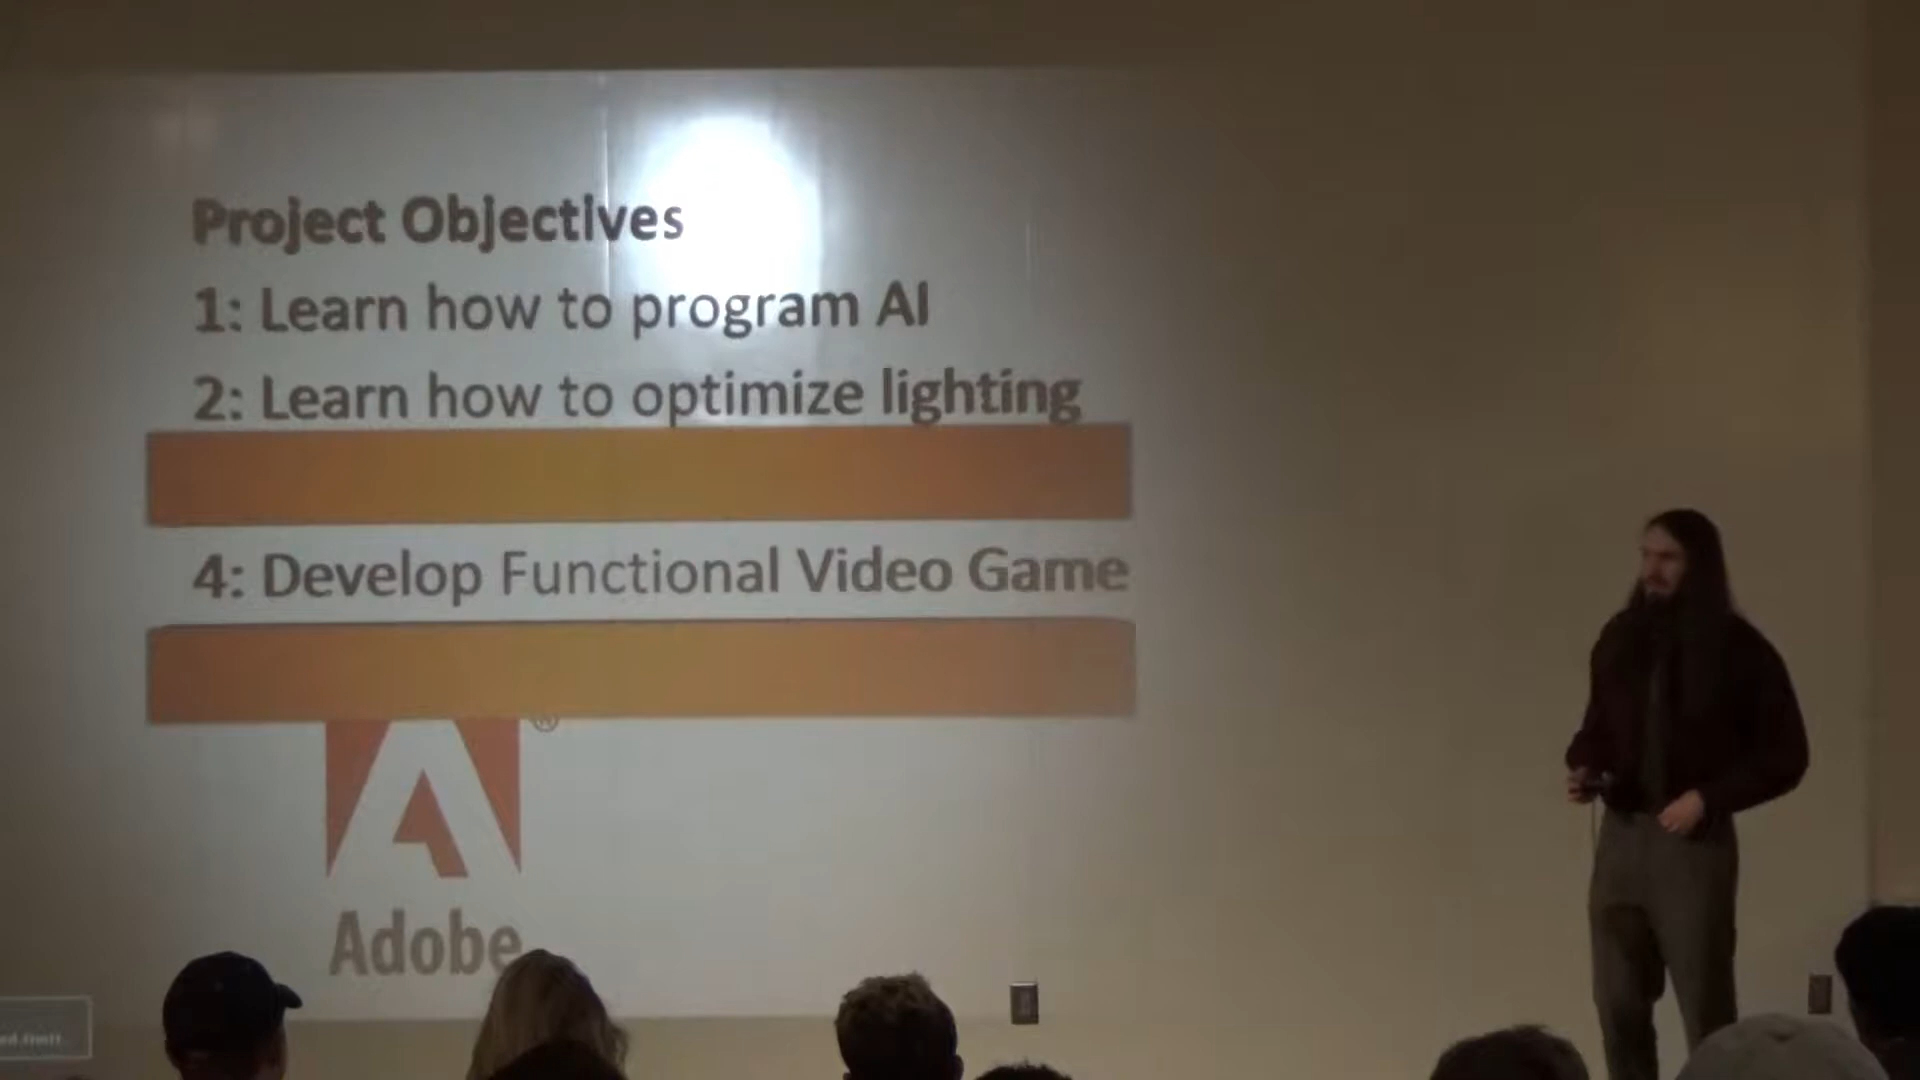 Project Objectives
1: Learn how to program AI
2: Learn how to optimize lighting
4: Develop Functional Video Game
®
Adobe